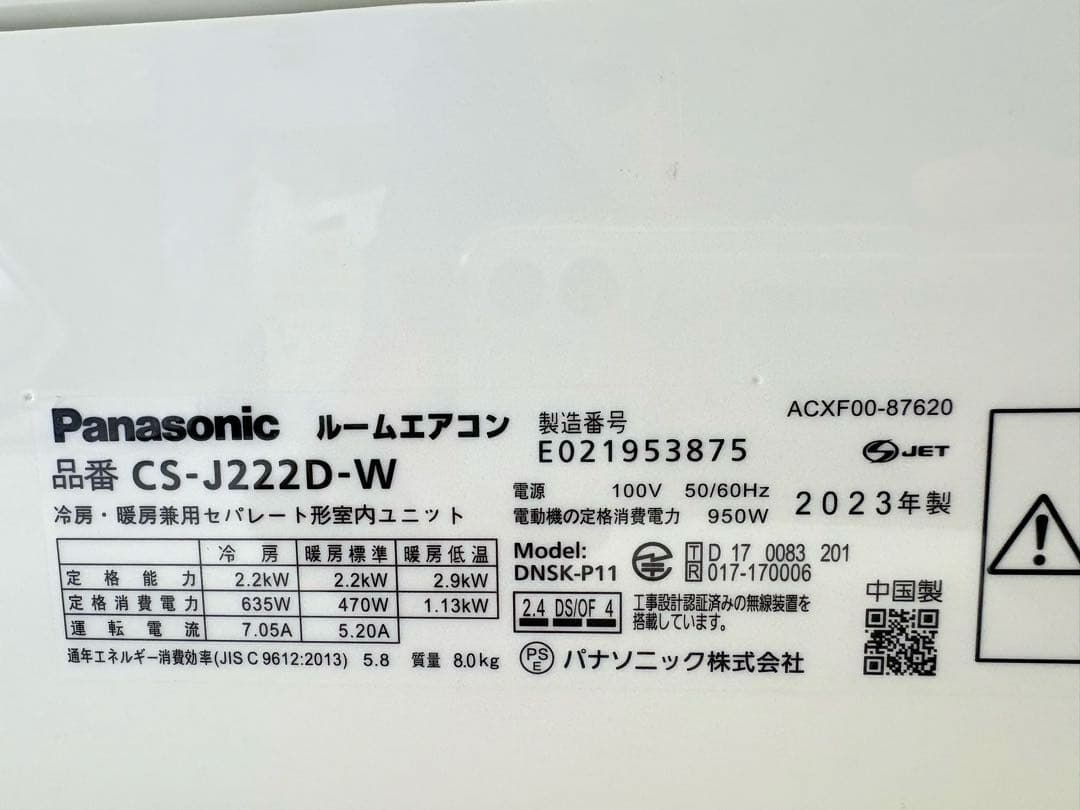 Panasonic ルームエアコン
品番 CS-J222D-W
冷房・暖房兼用セパレート形室内ユニット
冷房 暖房標準 暖房低温
定格能力 2.2kW 2.2kW 2.9kW
定格消費電力 635W 470W 1.13kW
運転電流 7.05A 5.20A
通年エネルギー消費効率(JIS C 9612:2013) 5.8 質量 8.0kg
製造番号
E021953875
電源 100V 50/60Hz
電動機の定格消費電力 950W
Model:
DNSK-P11
T D 17 0083 201
R 017-170006
2.4 DS/OF 4
工事設計認証済みの無線装置を
搭載しています。
PS
E
パナソニック株式会社
ACXF00-87620
JET
2023年製
中国製